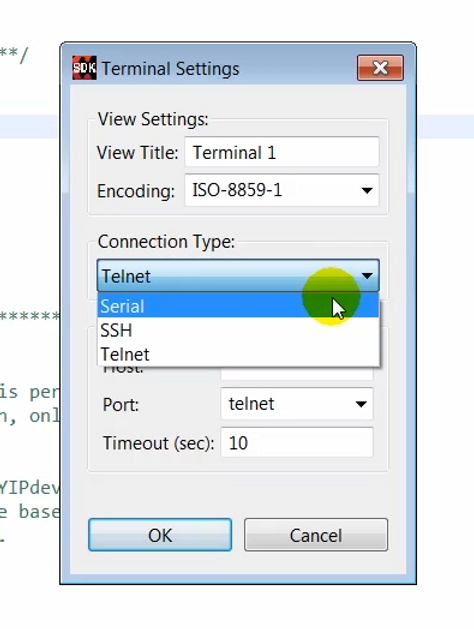 **/
SDK Terminal Settings
View Settings:
View Title: Terminal 1
Encoding: ISO-8859-1
Connection Type:
Telnet
Serial
*******
SSH
Telnet
Host:
is per
Port: telnet
n, onl
Timeout (sec): 10
YIPdev
e base
OK Cancel
.